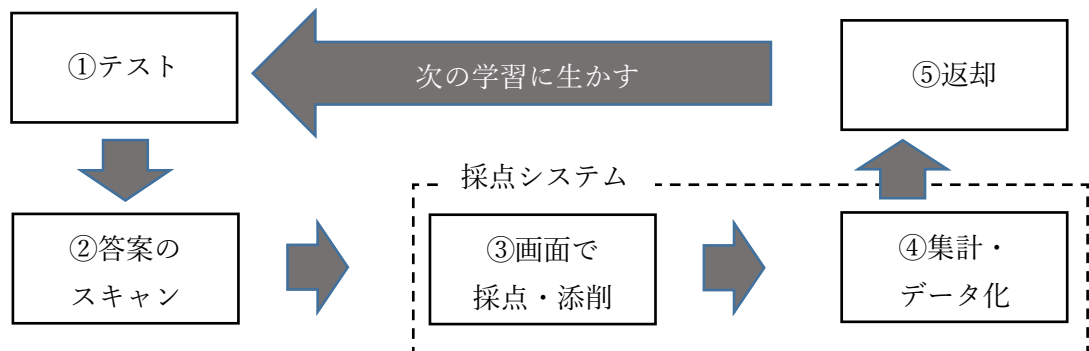 ①テスト
次の学習に生かす
⑤返却
採点システム
②答案の
スキャン
③画面で
採点・添削
④集計・
データ化